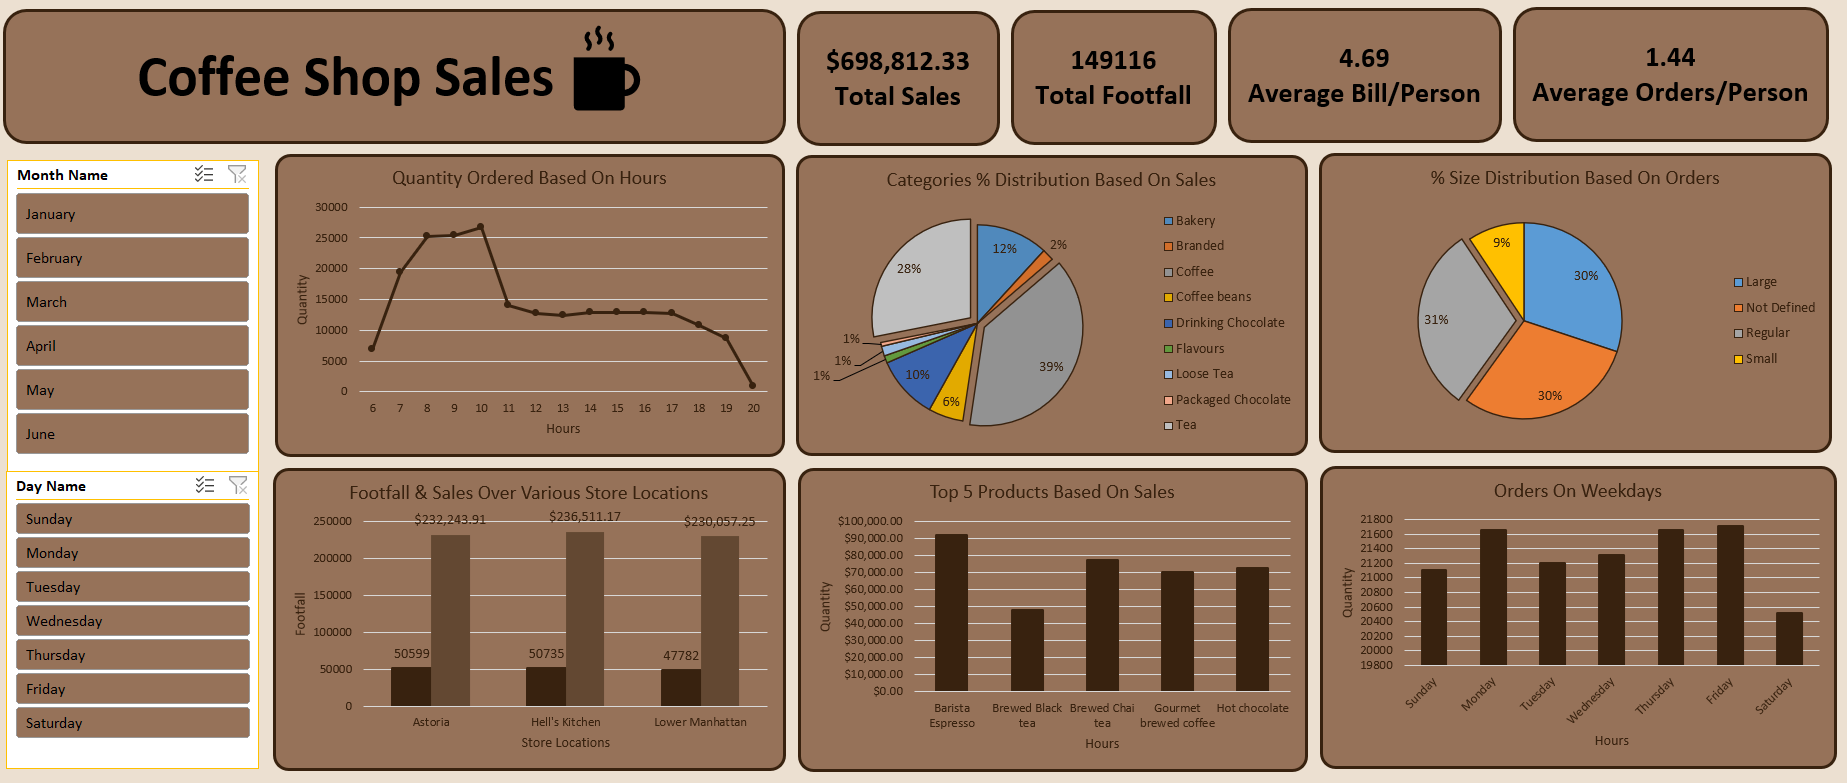 Coffee Shop Sales
$698,812.33
Total Sales
149116
Total Footfall
4.69
Average Bill/Person
1.44
Average Orders/Person
Month Name
January
February
March
April
May
June
Day Name
Sunday
Monday
Tuesday
Wednesday
Thursday
Friday
Saturday
Quantity Ordered Based On Hours
Quantity
30000
25000
20000
15000
10000
5000
0
6 7 8 9 10 11 12 13 14 15 16 17 18 19 20
Hours
Categories % Distribution Based On Sales
12%
2%
39%
6%
10%
1%
1%
1%
28%
Bakery
Branded
Coffee
Coffee beans
Drinking Chocolate
Flavours
Loose Tea
Packaged Chocolate
Tea
% Size Distribution Based On Orders
9%
30%
31%
30%
Large
Not Defined
Regular
Small
Footfall & Sales Over Various Store Locations
Footfall
250000
200000
150000
100000
50000
0
$232,243.91
$236,511.17
$230,057.25
50599
50735
47782
Astoria Hell's Kitchen Lower Manhattan
Store Locations
Top 5 Products Based On Sales
Quantity
$100,000.00
$90,000.00
$80,000.00
$70,000.00
$60,000.00
$50,000.00
$40,000.00
$30,000.00
$20,000.00
$10,000.00
$0.00
Barista
Espresso
Brewed Black
tea
Brewed Chai
tea
Gourmet
brewed coffee
Hot chocolate
Hours
Orders On Weekdays
Quantity
21800
21600
21400
21200
21000
20800
20600
20400
20200
20000
19800
Sunday
Monday
Tuesday
Wednesday
Thursday
Friday
Saturday
Hours